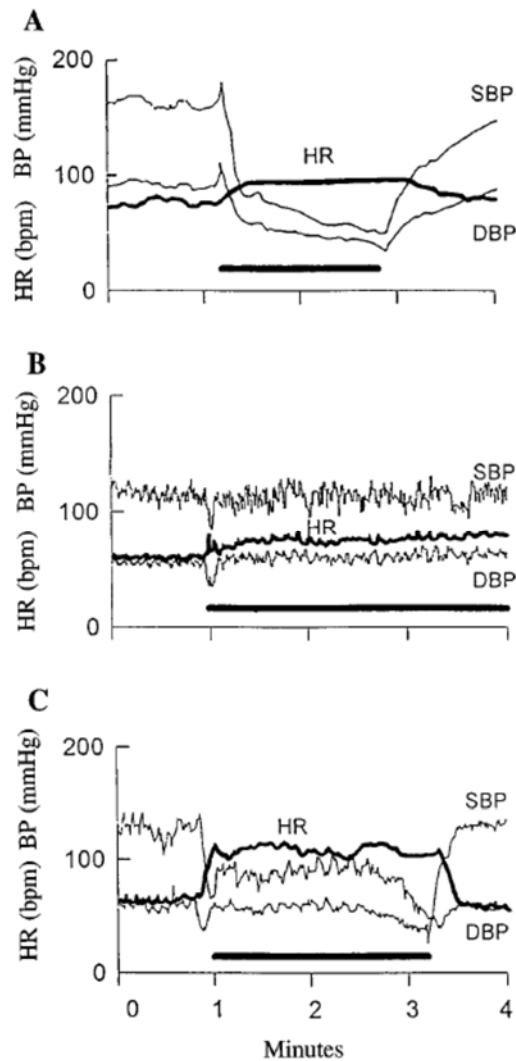 A
200
SBP
HR
100
DBP
0
HR (bpm) BP (mmHg)
B
200
SBP
100
HR
DBP
0
HR (bpm) BP (mmHg)
C
200
SBP
HR
100
DBP
0
HR (bpm) BP (mmHg)
0 1 2 3 4
Minutes